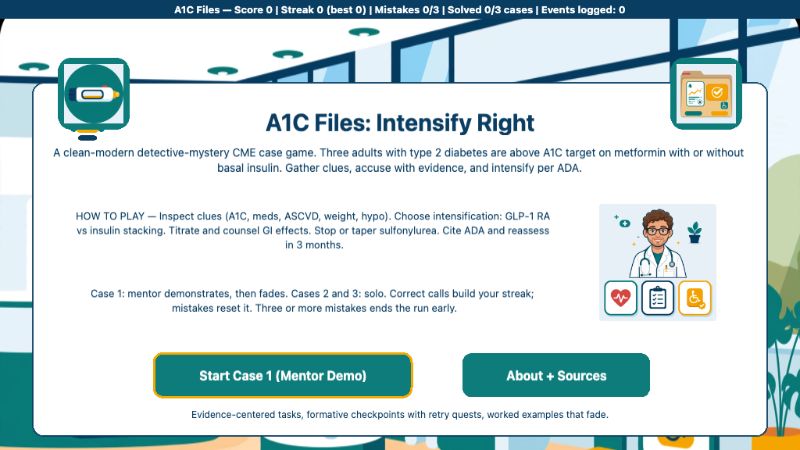 A1C Files — Score 0 | Streak 0 (best 0) | Mistakes 0/3 | Solved 0/3 cases | Events logged: 0
A1C Files: Intensify Right
A clean-modern detective-mystery CME case game. Three adults with type 2 diabetes are above A1C target on metformin with or without
basal insulin. Gather clues, accuse with evidence, and intensify per ADA.
HOW TO PLAY — Inspect clues (A1C, meds, ASCVD, weight, hypo). Choose intensification: GLP-1 RA
vs insulin stacking. Titrate and counsel GI effects. Stop or taper sulfonylurea. Cite ADA and reassess
in 3 months.
Case 1: mentor demonstrates, then fades. Cases 2 and 3: solo. Correct calls build your streak;
mistakes reset it. Three or more mistakes ends the run early.
Start Case 1 (Mentor Demo)
About + Sources
Evidence-centered tasks, formative checkpoints with retry quests, worked examples that fade.